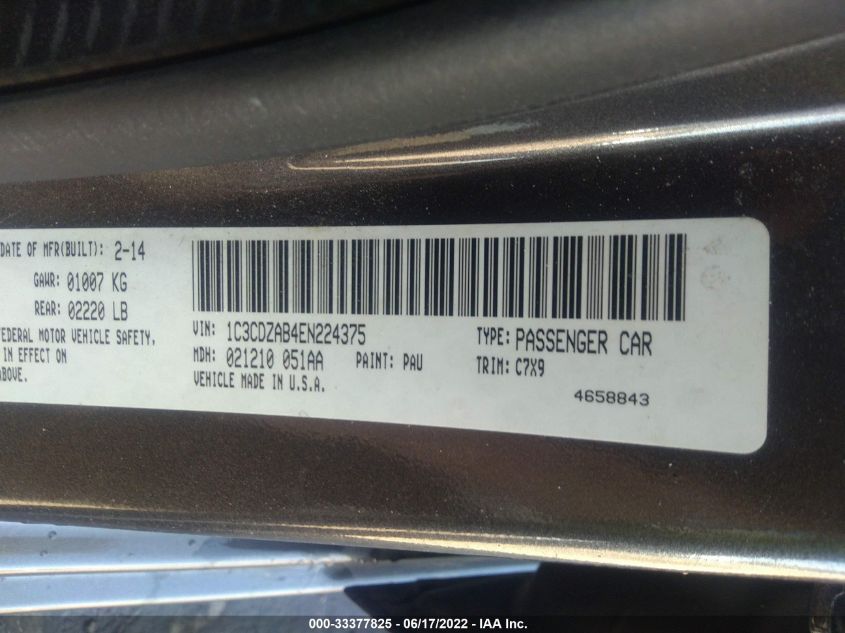 DATE OF MFR(BUILT): 2-14
GAWR: 01007 KG
REAR: 02220 LB
FEDERAL MOTOR VEHICLE SAFETY.
IN EFFECT ON
ABOVE.
VIN: 1C3CDZAB4EN224375 TYPE: PASSENGER CAR
MDH: 021210 051AA PAINT: PAU TRIM: C7X9
VEHICLE MADE IN U.S.A.
4658843
000-33377825 - 06/17/2022 - IAA Inc.